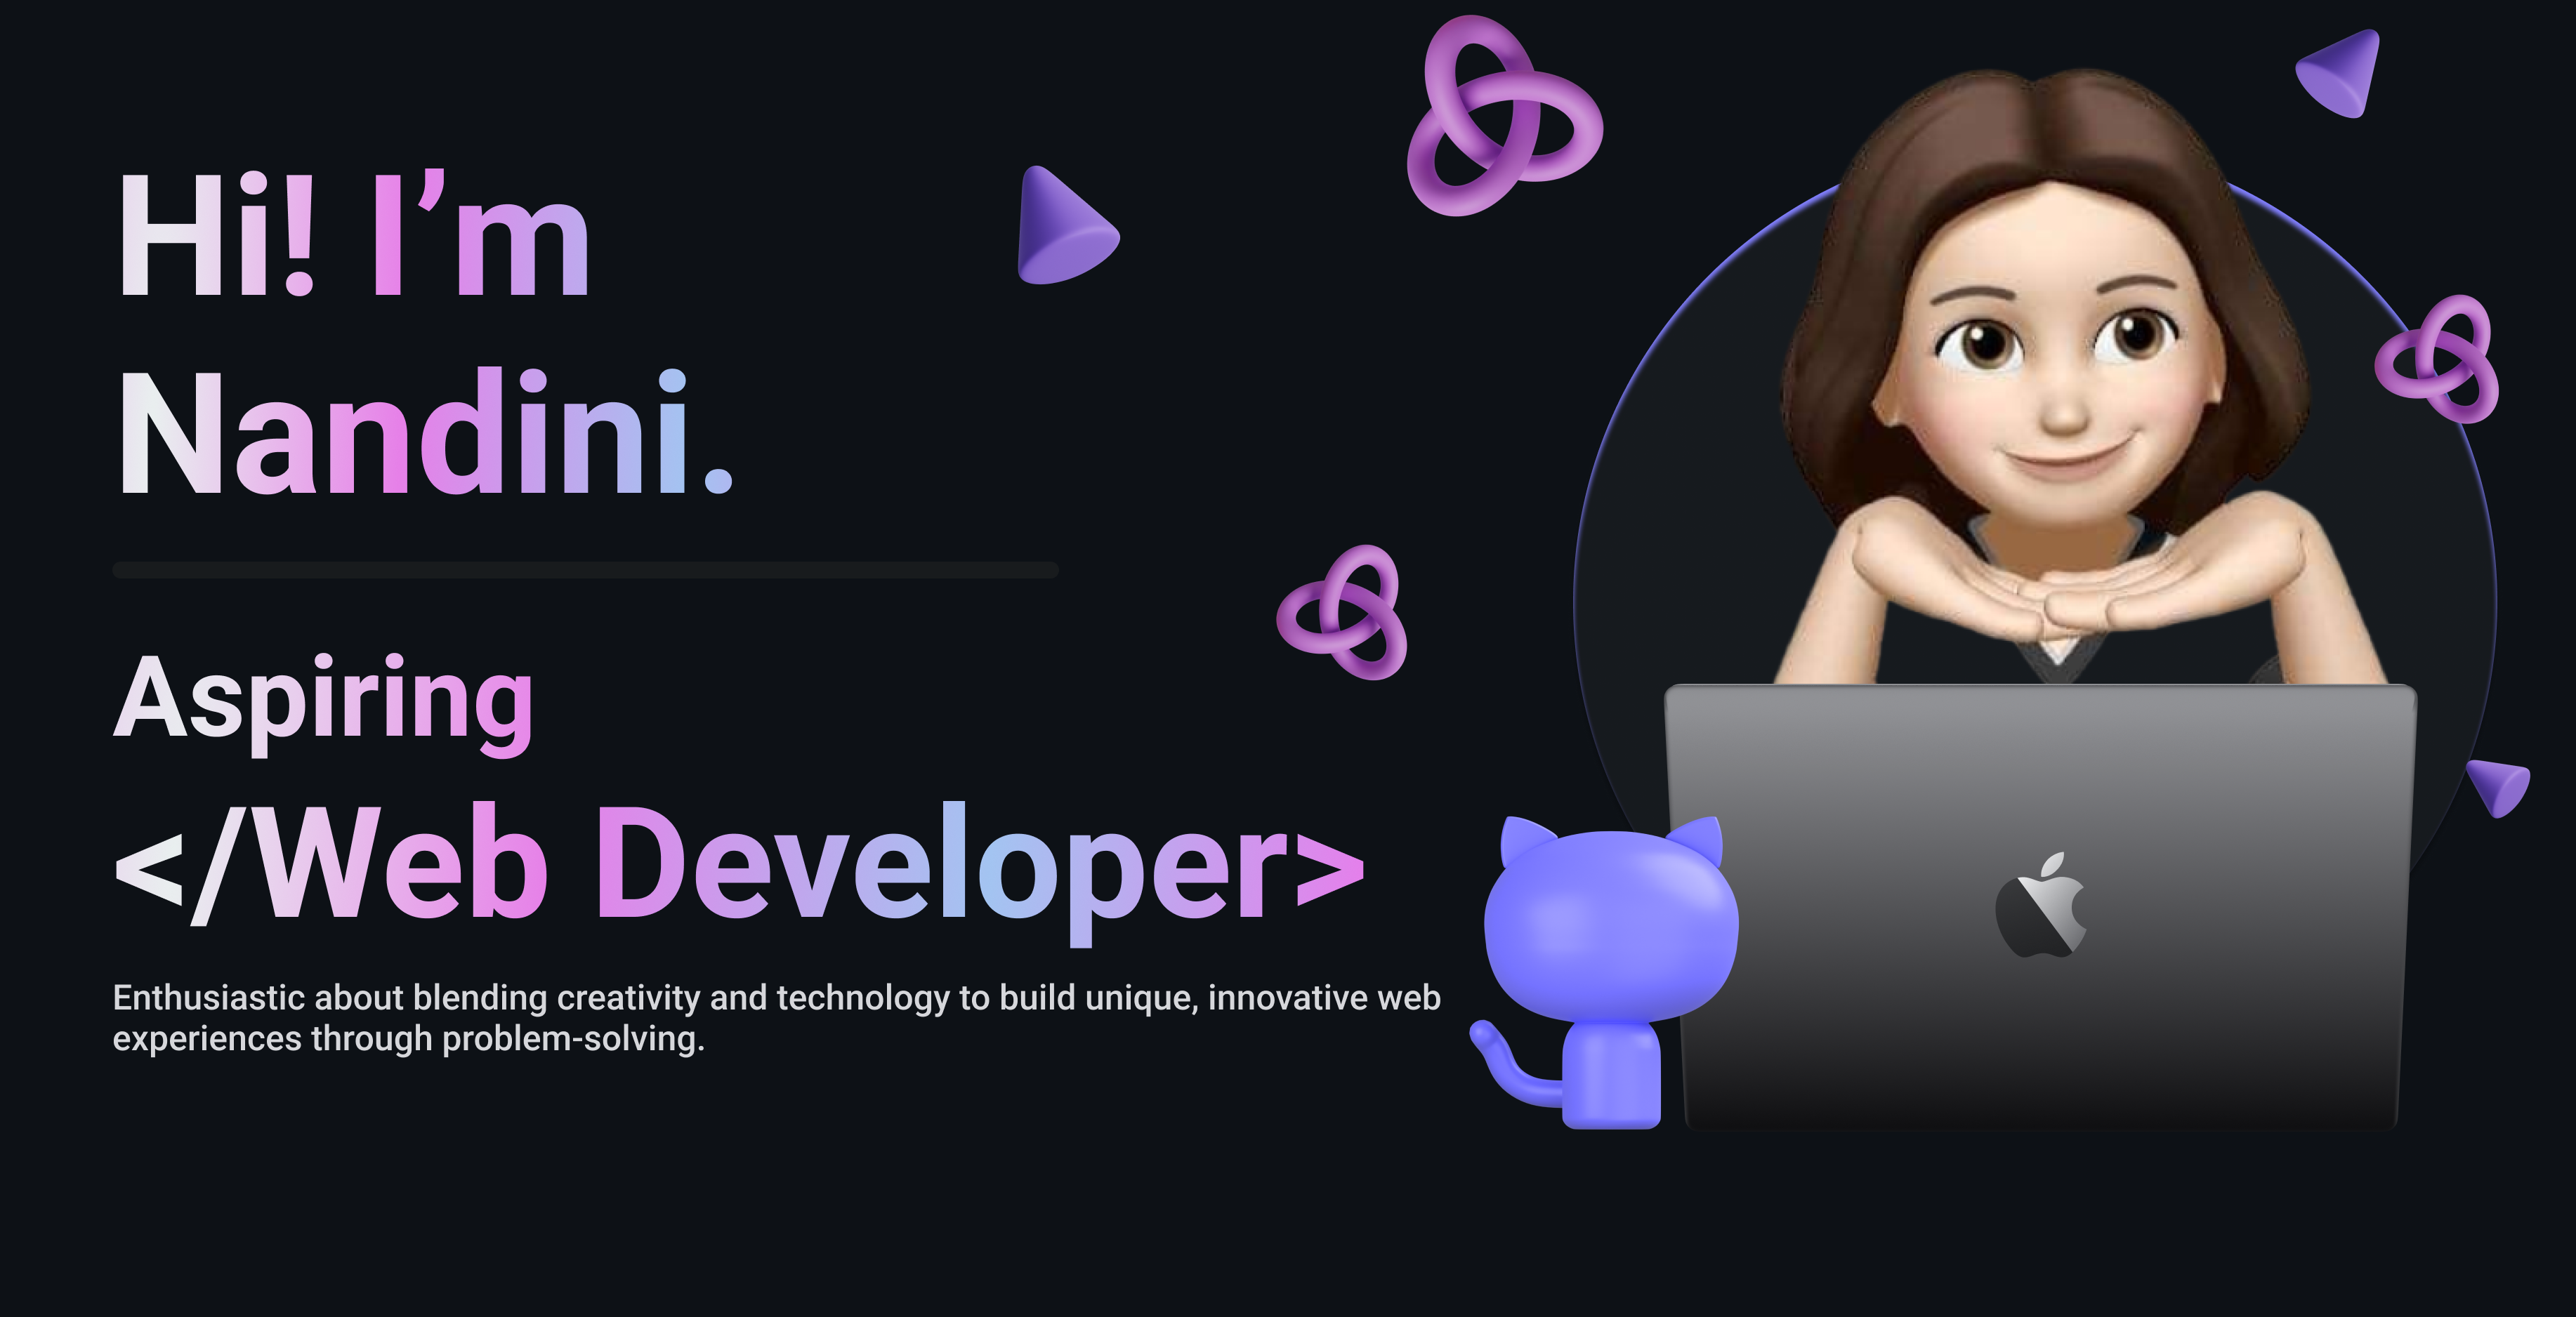 Hi! I’m
Nandini.
Aspiring
</Web Developer>
Enthusiastic about blending creativity and technology to build unique, innovative web
experiences through problem-solving.